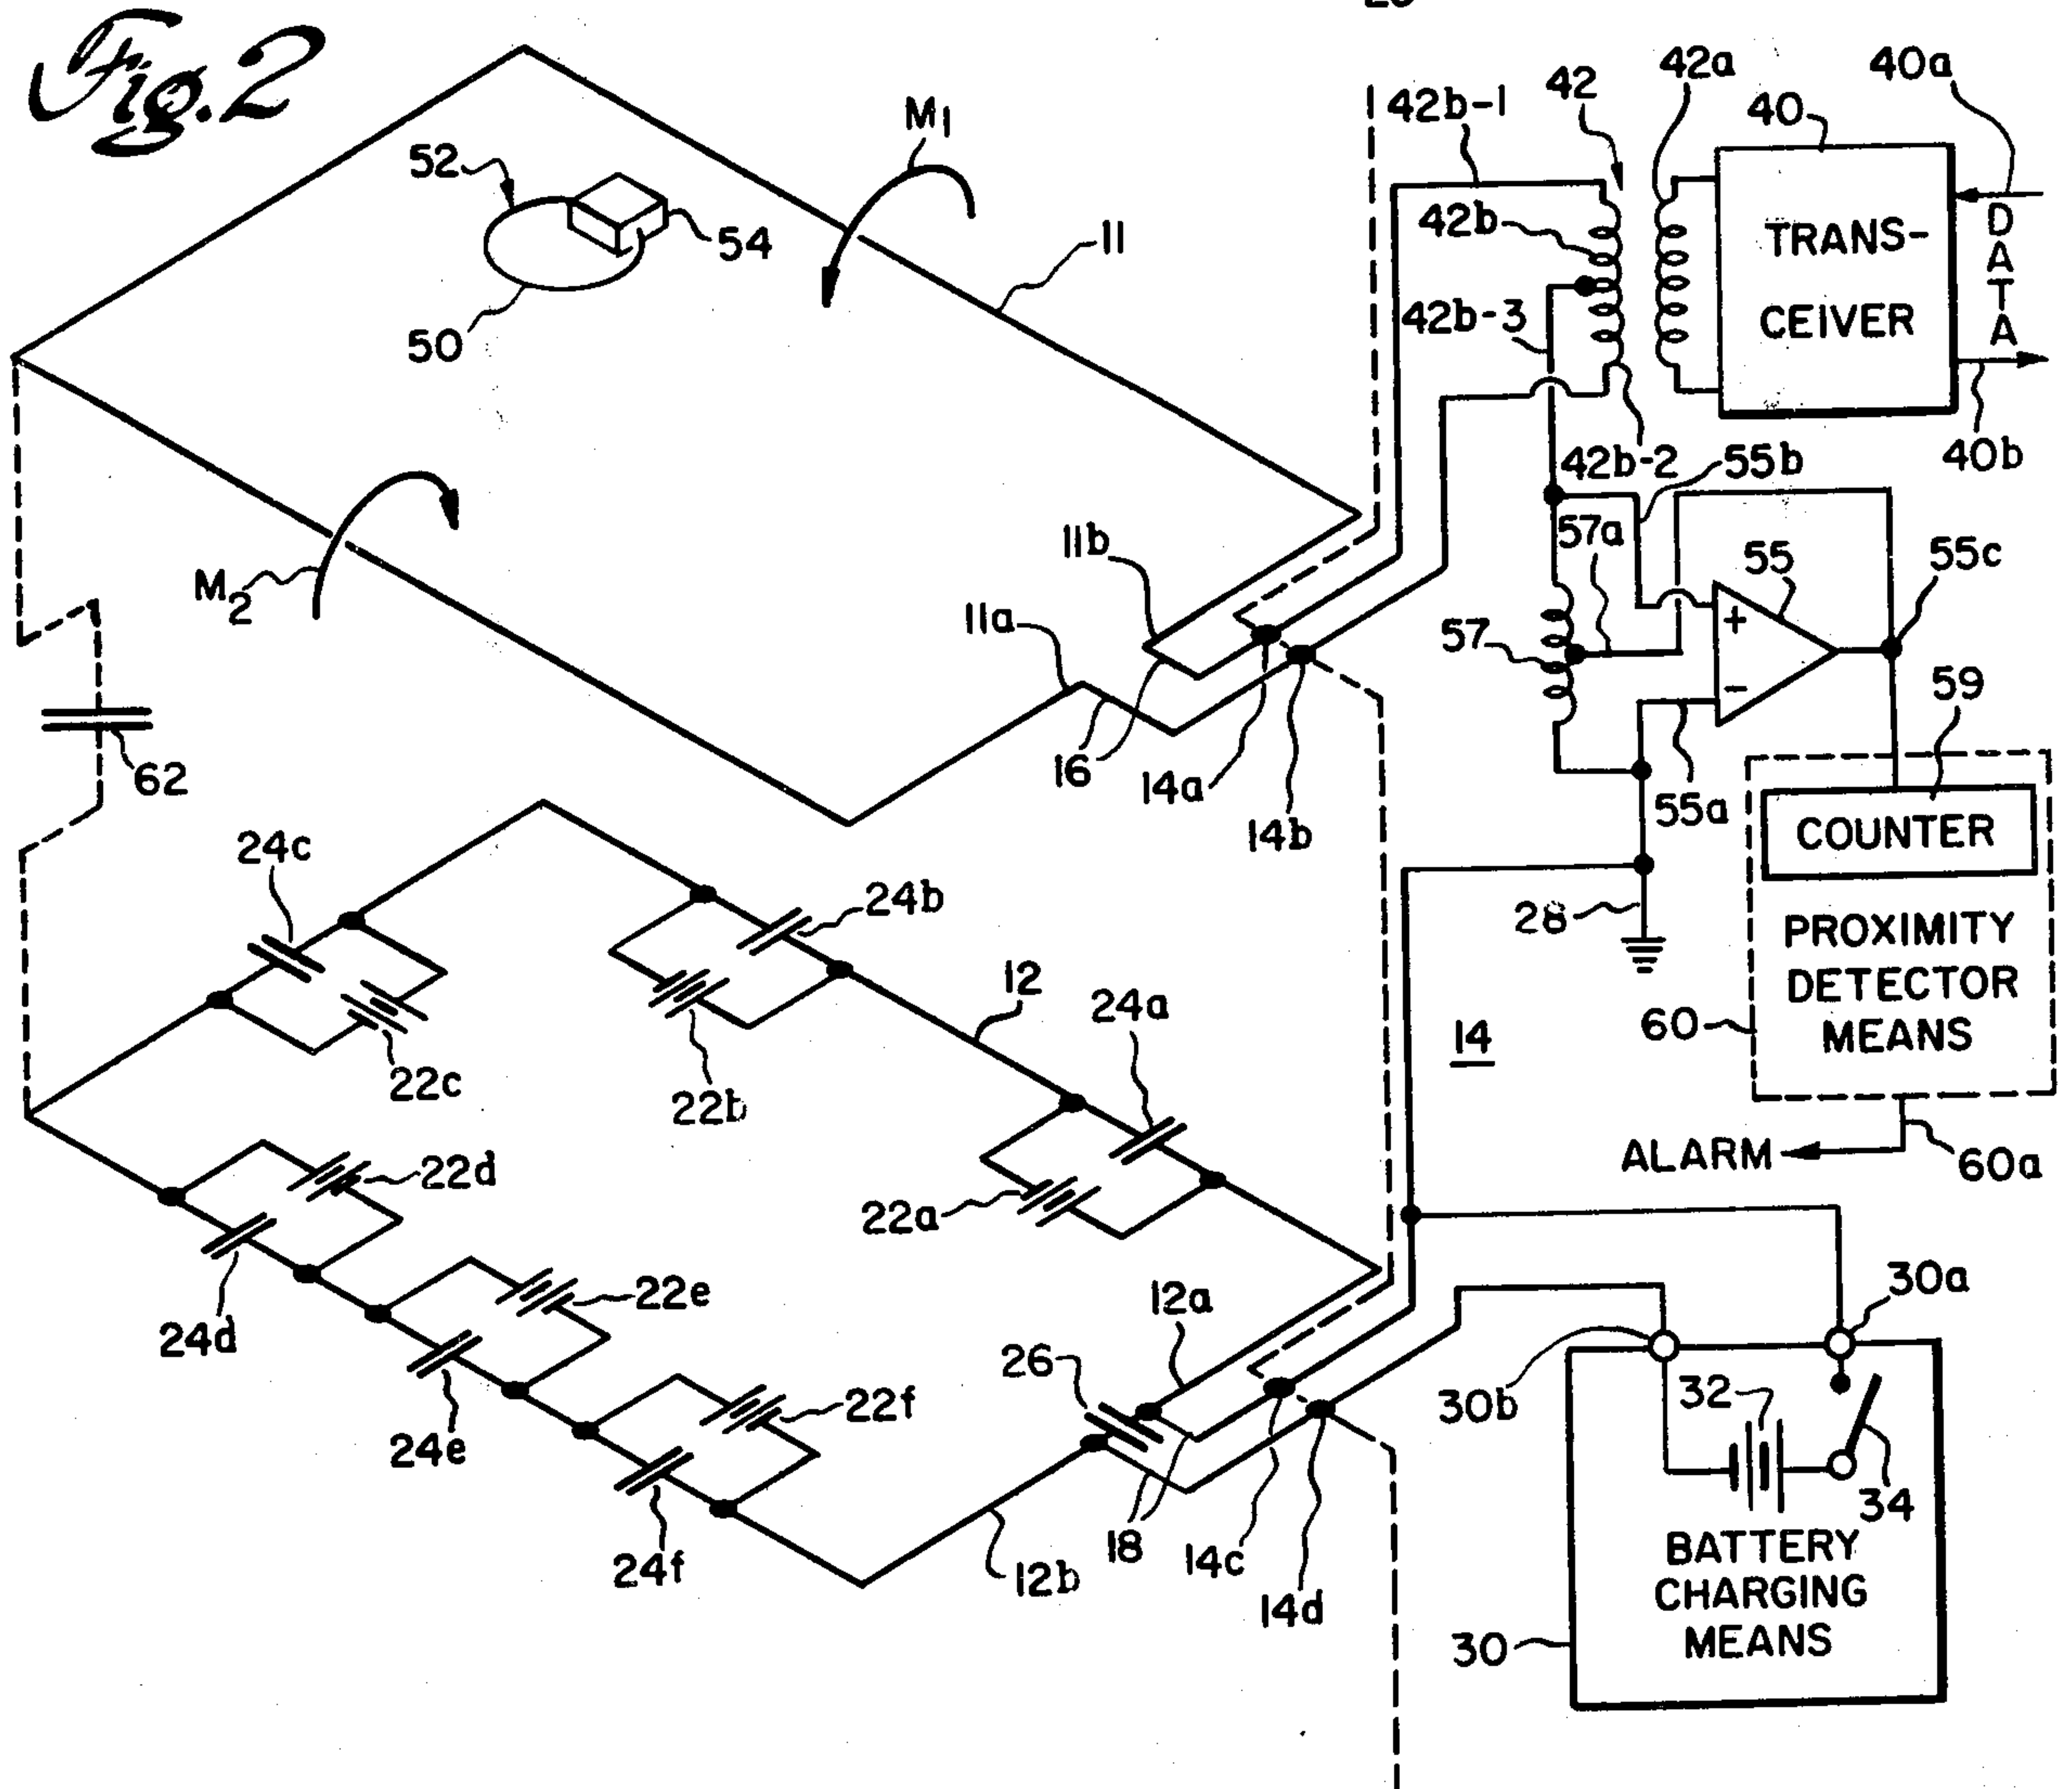 Fig. 2
42b-1
42
42a
40
40a
M1
52
54
50
11
42b
42b-3
TRANS-
CEIVER
DATA
40b
42b-2
55b
57a
55
55c
M2
11b
11a
57
+
-
59
16
14a
14b
55a
62
COUNTER
24c
24b
28
PROXIMITY
DETECTOR
MEANS
60
12
24a
14
22c
22b
ALARM
60a
22d
22a
24d
22e
12a
30a
26
30b
32
24e
22f
34
24f
18
14c
12b
14d
BATTERY
CHARGING
MEANS
30